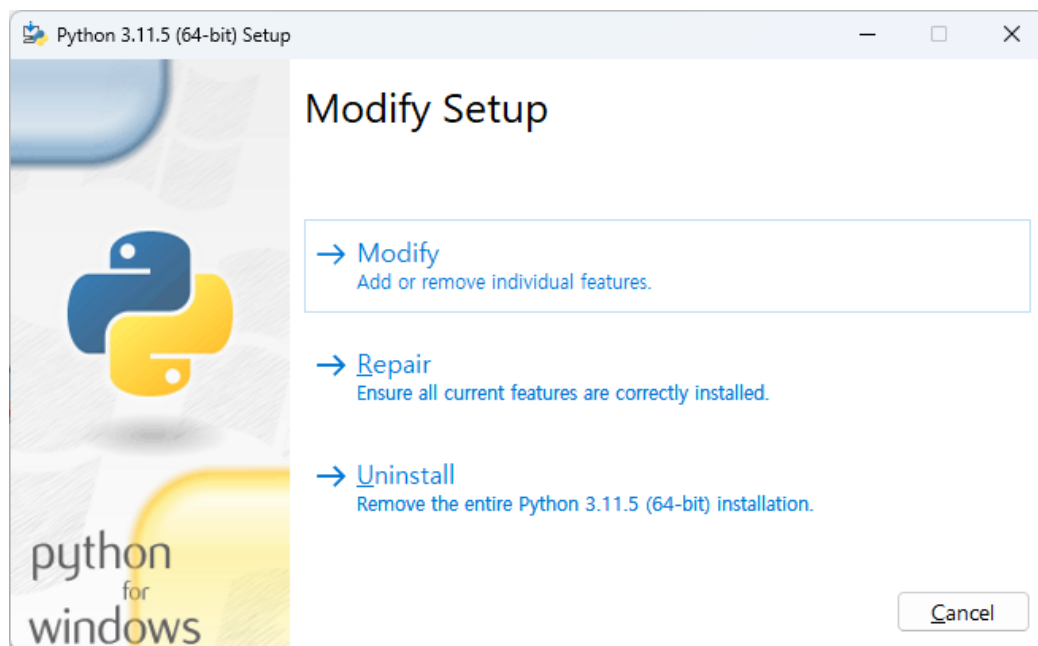 Python 3.11.5 (64-bit) Setup
Modify Setup
Modify
Add or remove individual features.
Repair
Ensure all current features are correctly installed.
Uninstall
Remove the entire Python 3.11.5 (64-bit) installation.
python
for
windows
Cancel